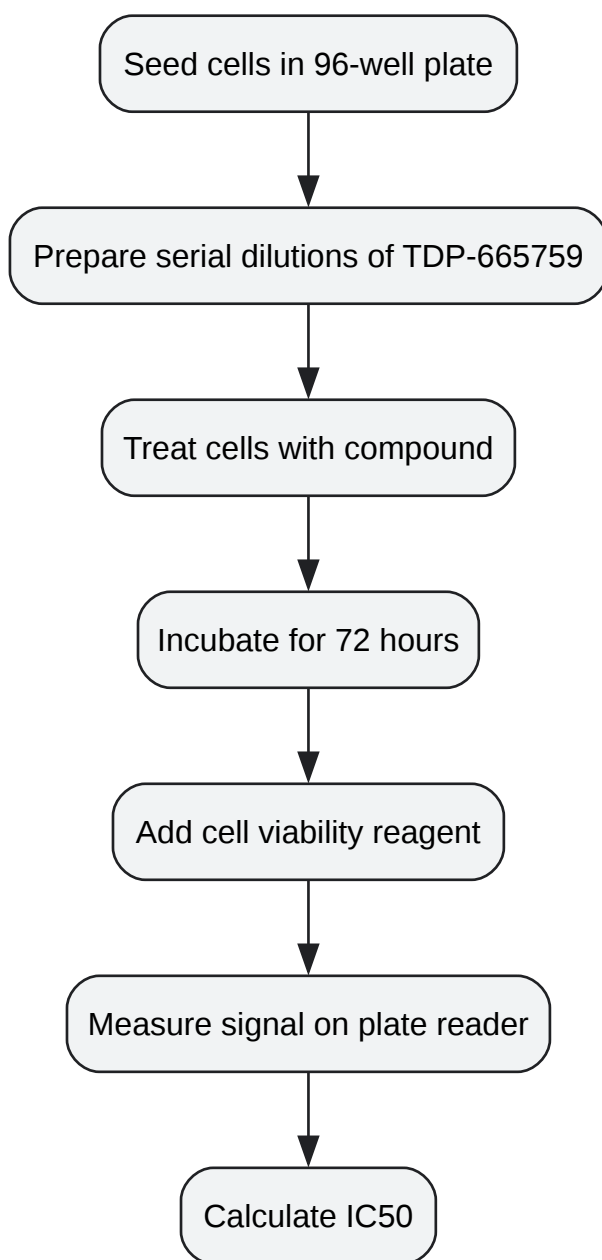 Seed cells in 96-well plate
Prepare serial dilutions of TDP-665759
Treat cells with compound
Incubate for 72 hours
Add cell viability reagent
Measure signal on plate reader
Calculate IC50